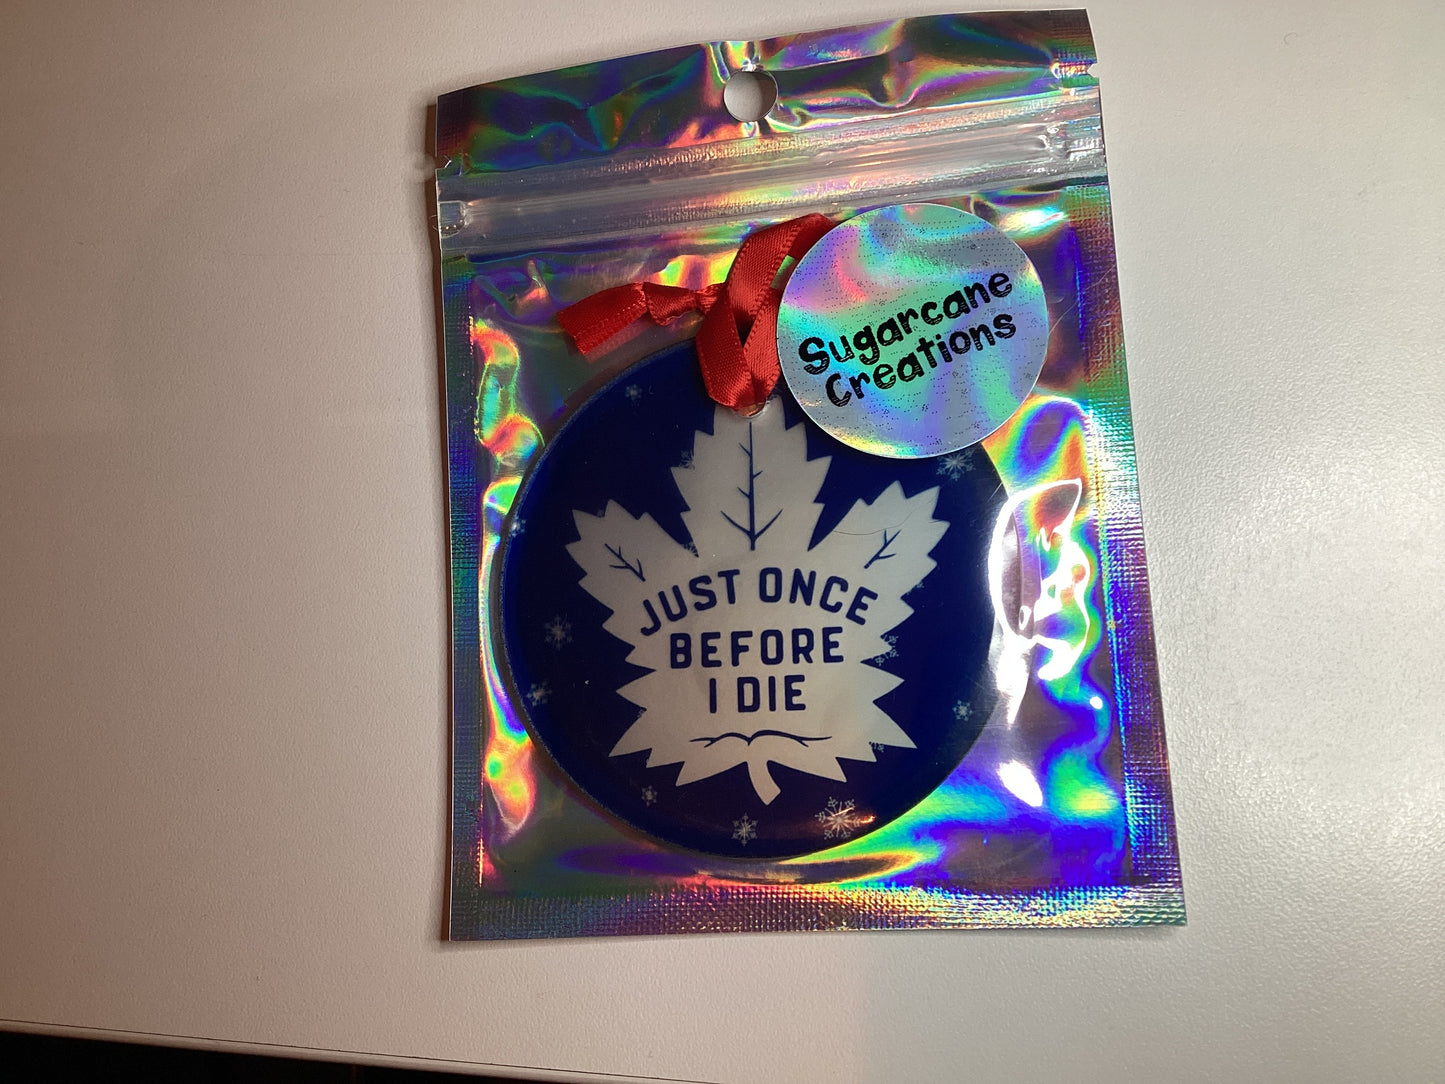 Sugarcane
Creations
JUST ONCE
BEFORE
I DIE